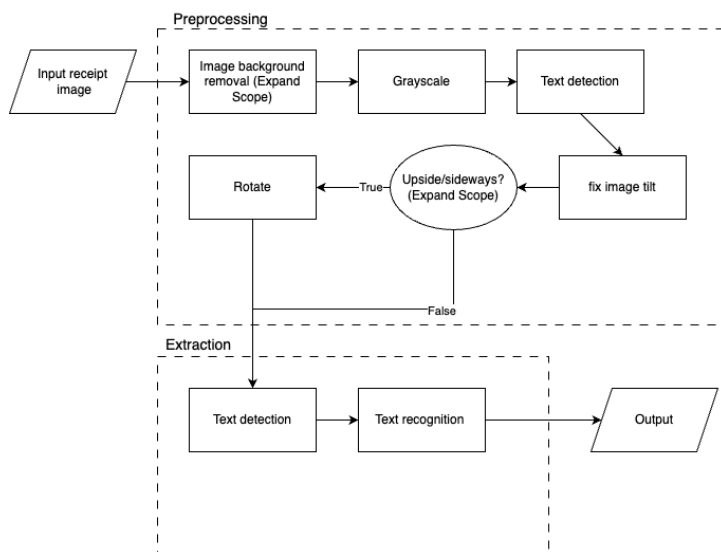 Preprocessing
Input receipt
image
Image background
removal (Expand
Scope)
Grayscale
Text detection
Rotate
True
Upside/sideways?
(Expand Scope)
fix image tilt
False
Extraction
Text detection
Text recognition
Output